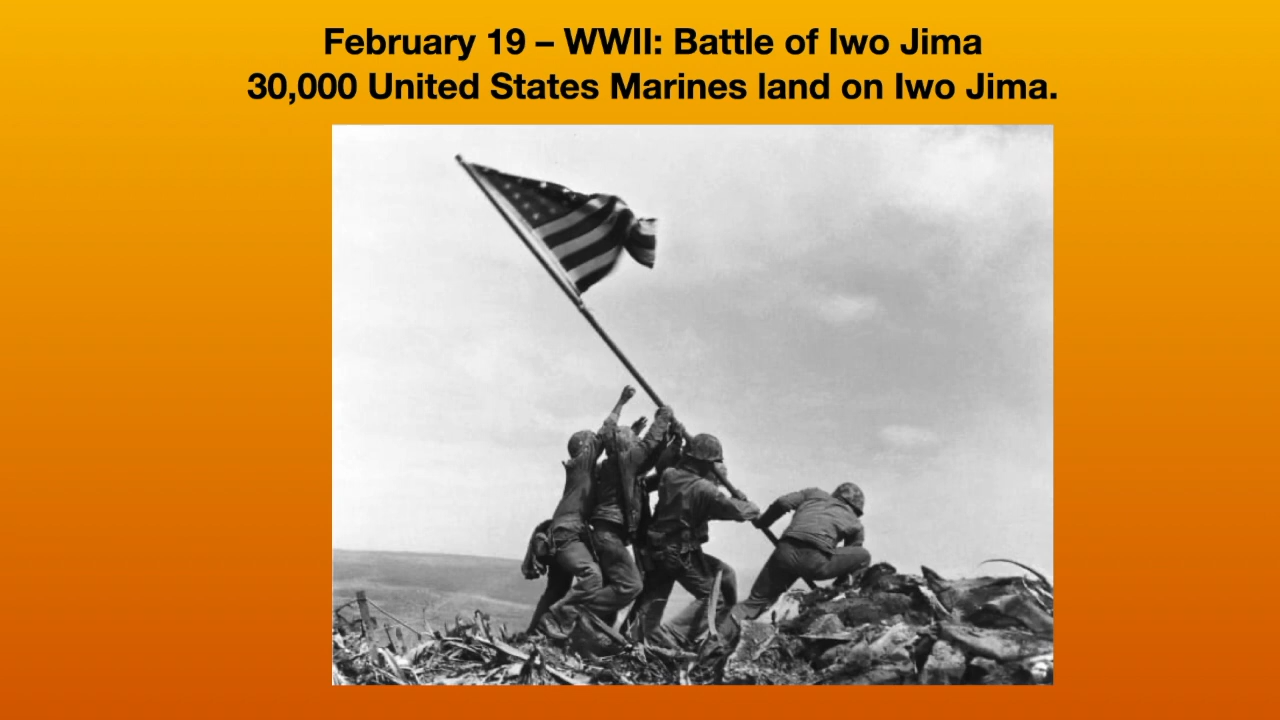 February 19 – WWII: Battle of Iwo Jima
30,000 United States Marines land on Iwo Jima.